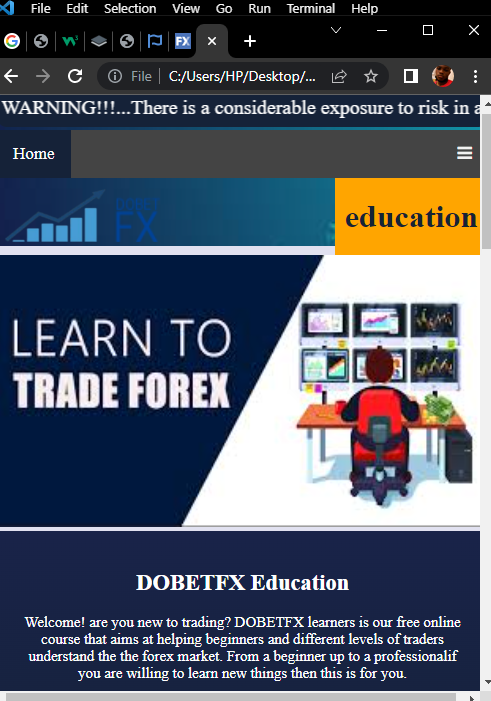 File Edit Selection View Go Run Terminal Help
File C:/Users/HP/Desktop/...
WARNING!!!...There is a considerable exposure to risk in a
Home
DOBET
FX
education
LEARN TO
TRADE FOREX
DOBETFX Education
Welcome! are you new to trading? DOBETFX learners is our free online
course that aims at helping beginners and different levels of traders
understand the the forex market. From a beginner up to a professionalif
you are willing to learn new things then this is for you.